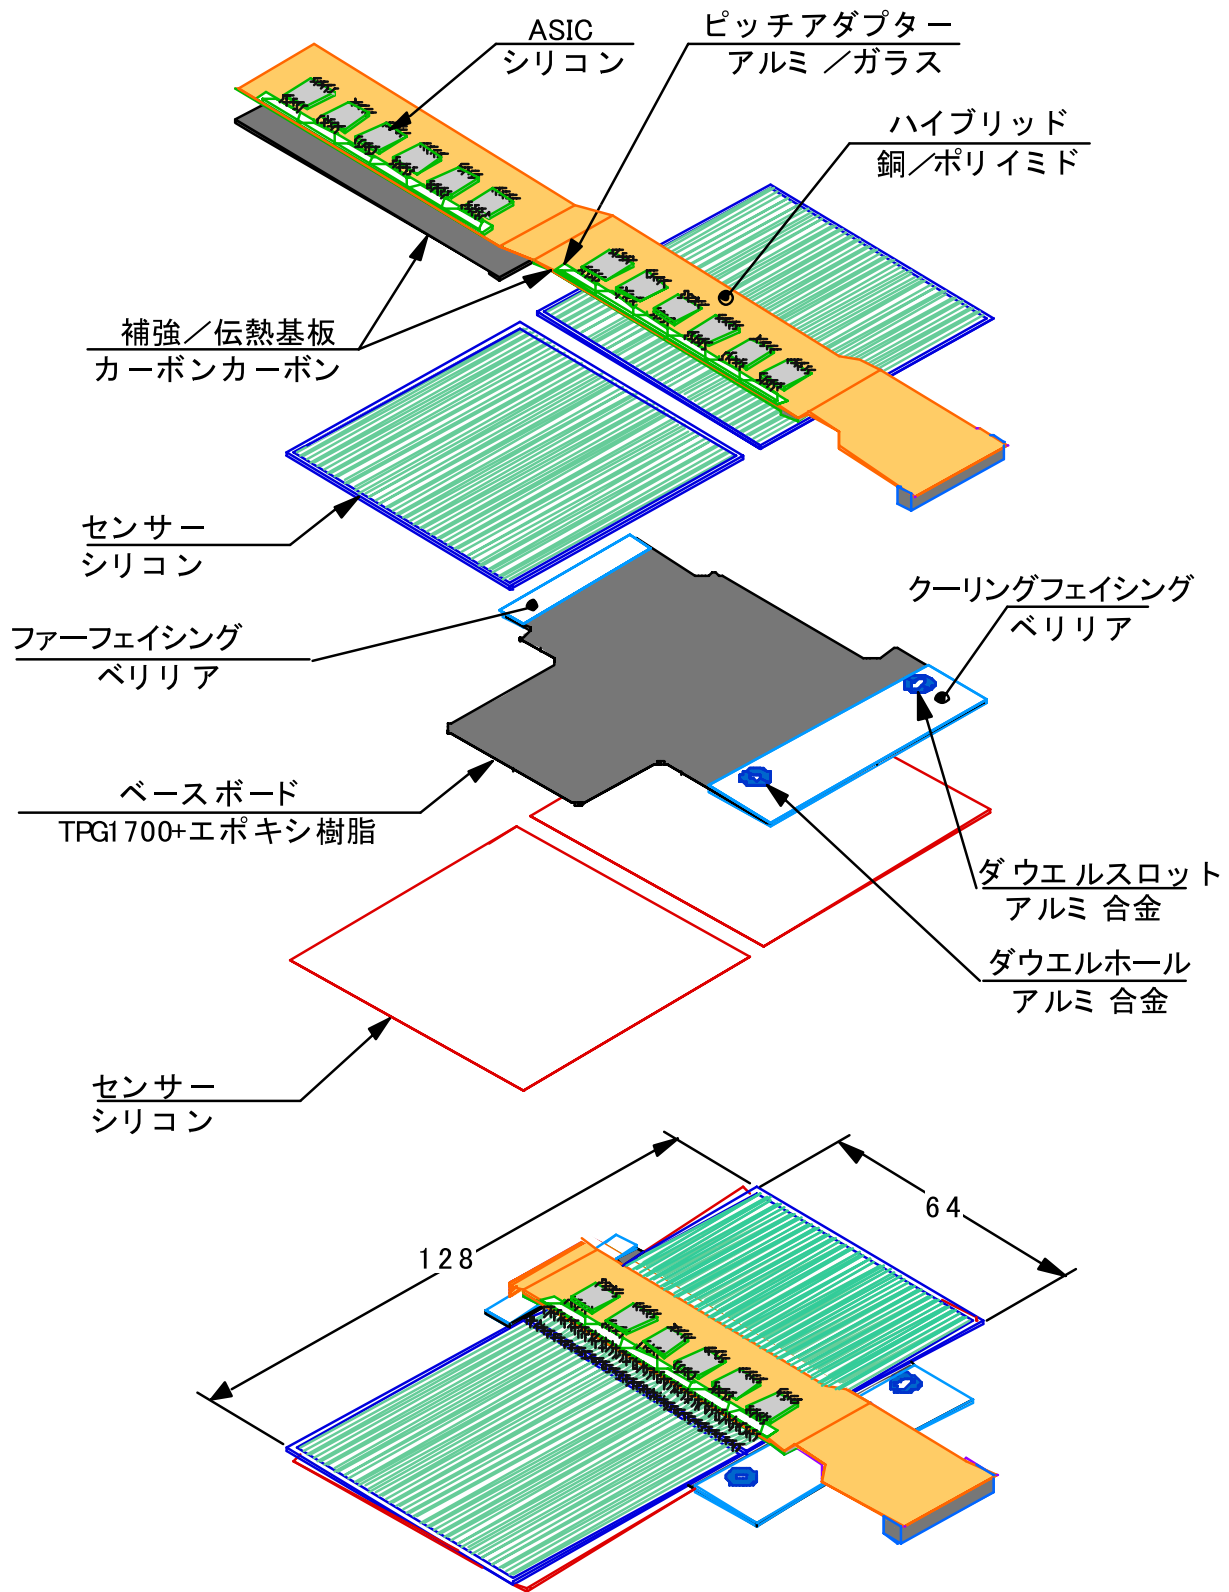 ASIC
シリコン
ピッチアダプター
アルミ／ガラス
ハイブリッド
銅／ポリイミド
補強／伝熱基板
カーボンカーボン
センサー
シリコン
クーリングフェイシング
ベリリア
ファーフェイシング
ベリリア
ベースボード
TPG1700+エポキシ樹脂
ダウエルスロット
アルミ合金
ダウエルホール
アルミ合金
センサー
シリコン
64
128